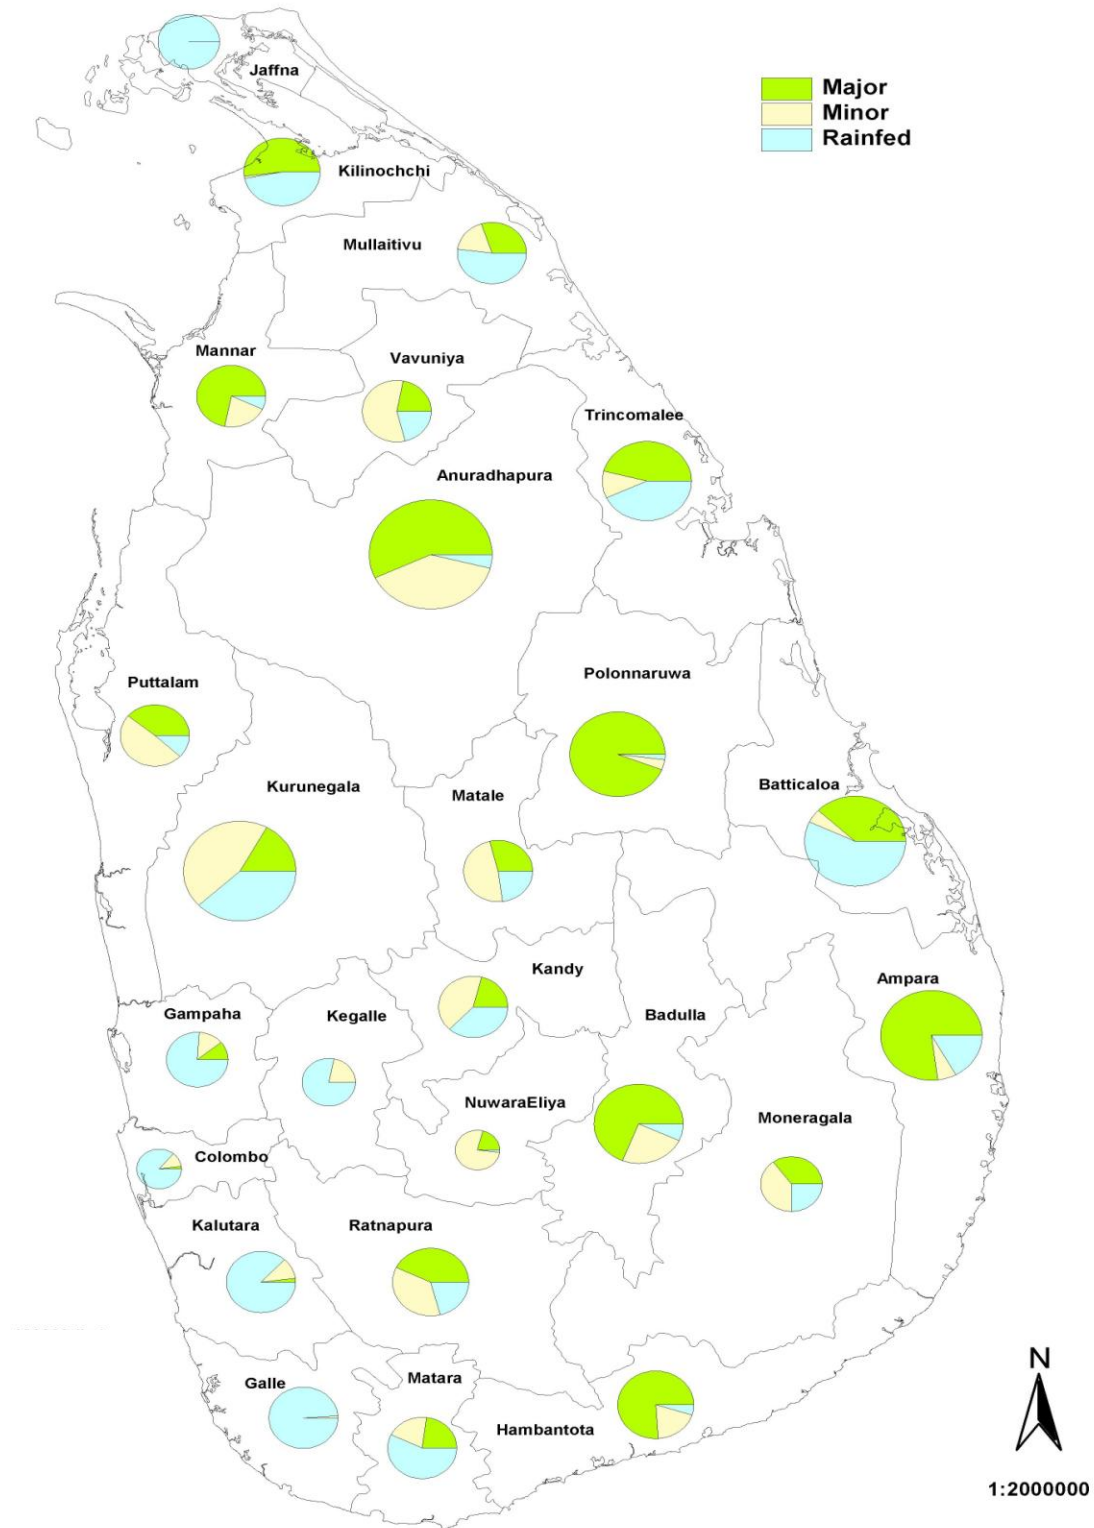 Jaffna
Major
Minor
Rainfed
Kilinochchi
Mullaitivu
Mannar
Vavuniya
Trincomalee
Anuradhapura
Polonnaruwa
Puttalam
Kurunegala
Matale
Batticaloa
Kandy
Ampara
Gampaha
Kegalle
Badulla
NuwaraEliya
Moneragala
Colombo
Kalutara
Ratnapura
Galle
Matara
Hambantota
N
1:2000000